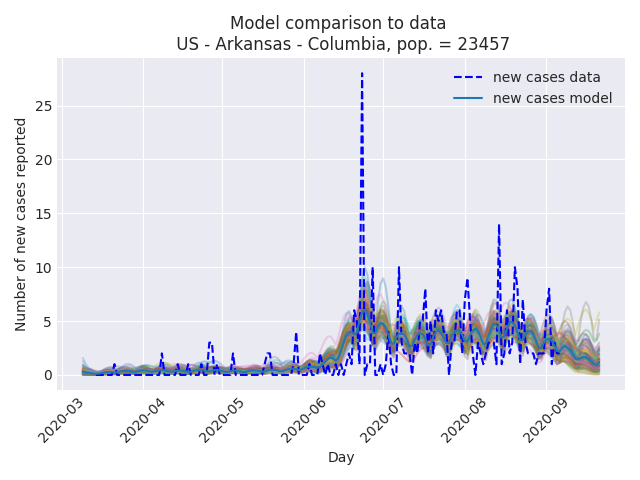 Model comparison to data
US - Arkansas - Columbia, pop. = 23457
new cases data
new cases model
Number of new cases reported
25
20
15
10
5
0
2020-03
2020-04
2020-05
2020-06
2020-07
2020-08
2020-09
Day